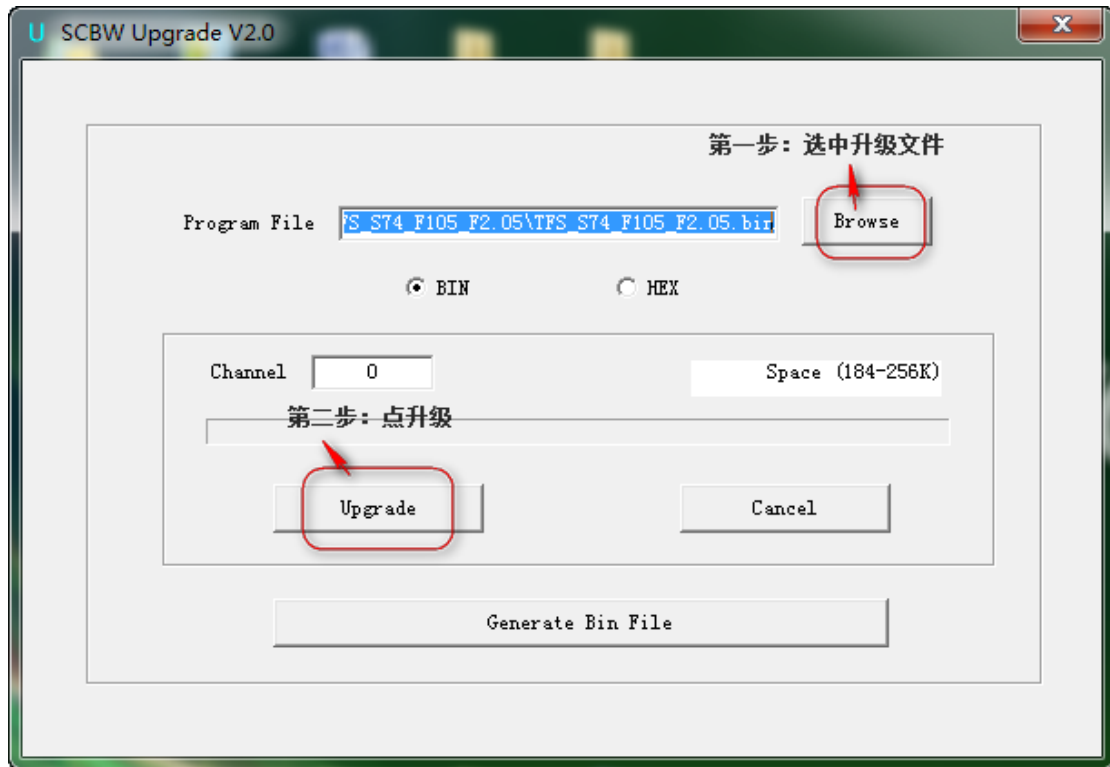 U SCBW Upgrade V2.0
第一步：选中升级文件
Program File S_S74_F105_F2.05\TFS_S74_F105_F2.05.bin Browse
BIN HEX
Channel 0 Space (184-256K)
第二步：点升级
Upgrade Cancel
Generate Bin File